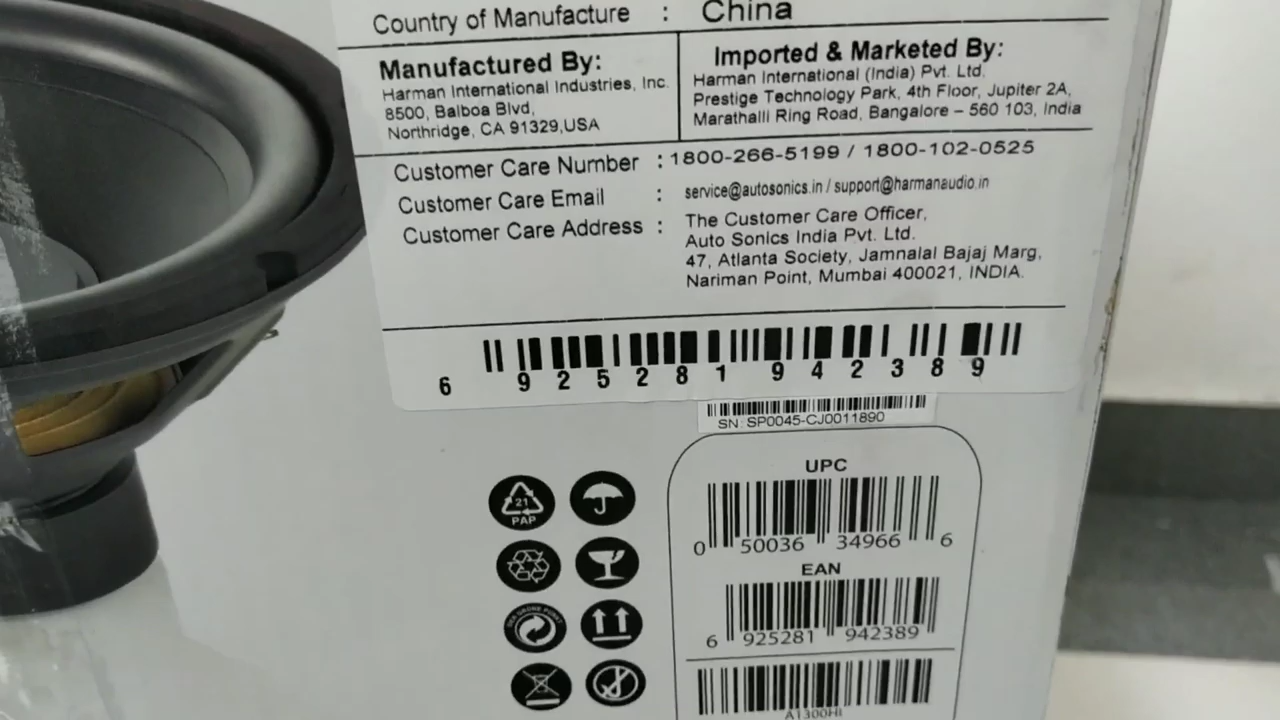 Country of Manufacture : China
Manufactured By:
Harman International Industries, Inc.
8500, Balboa Blvd,
Northridge, CA 91329,USA
Imported & Marketed By:
Harman International (India) Pvt. Ltd.
Prestige Technology Park, 4th Floor, Jupiter 2A,
Marathalli Ring Road, Bangalore – 560 103, India
Customer Care Number : 1800-266-5199 / 1800-102-0525
Customer Care Email : service@autosonics.in / support@harmanaudio.in
Customer Care Address : The Customer Care Officer,
Auto Sonics India Pvt. Ltd.
47, Atlanta Society, Jamnalal Bajaj Marg,
Nariman Point, Mumbai 400021, INDIA.
6 925281 942389
SN: SP0045-CJ0011890
UPC
0 50036 34966 6
EAN
6 925281 942389
A1300HI
21
PAP